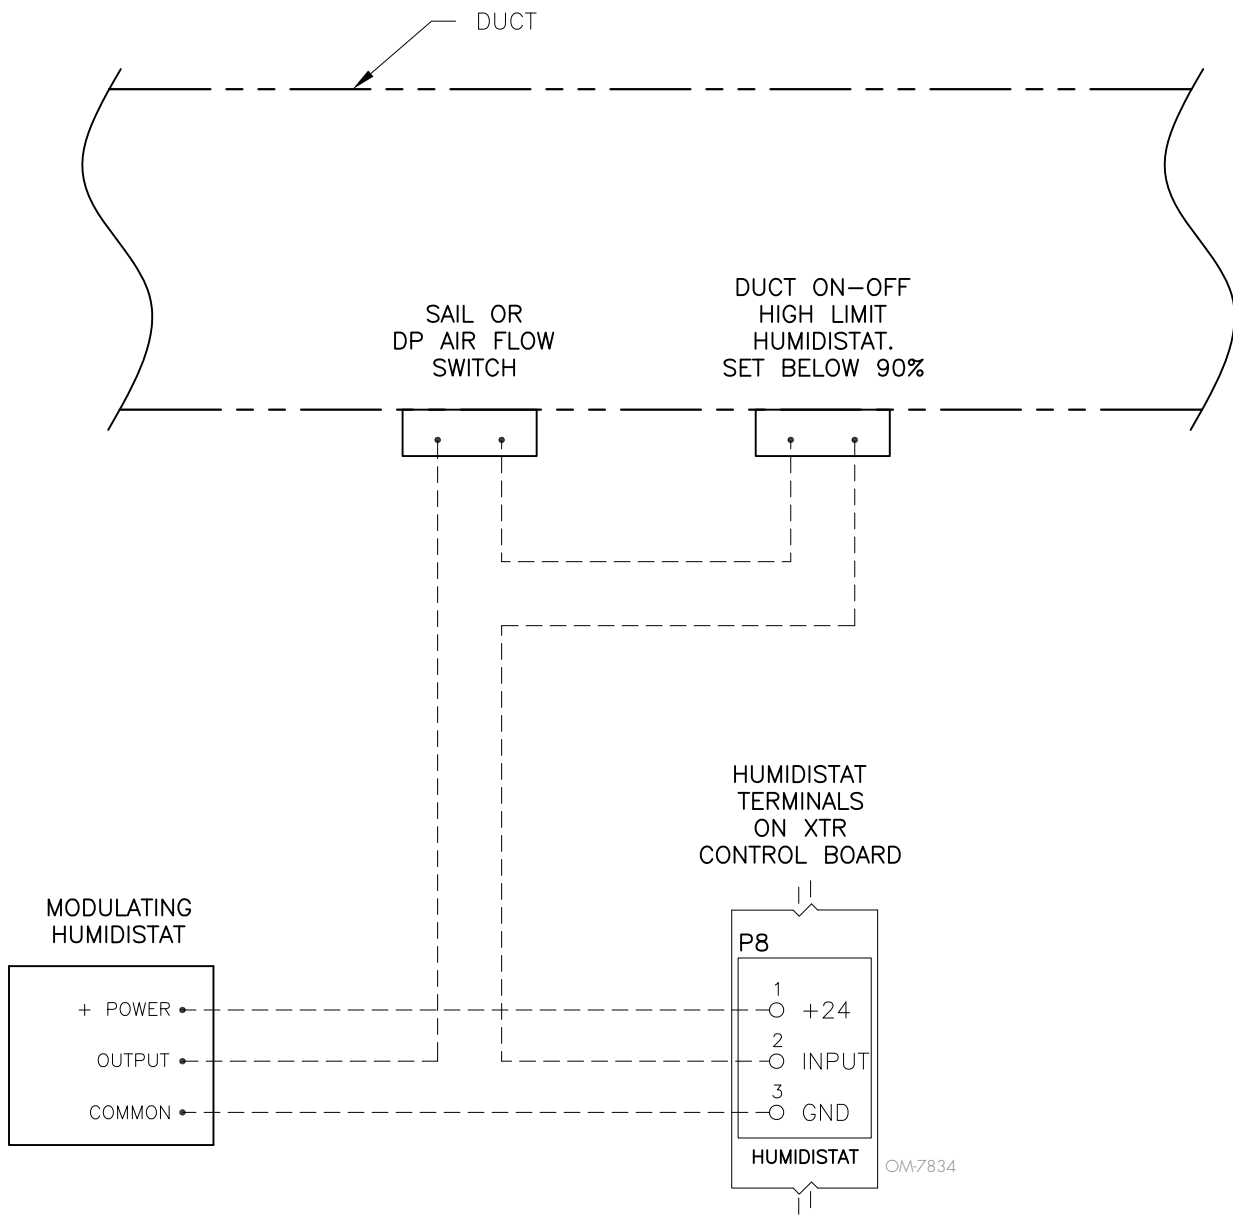 DUCT
SAIL OR
DP AIR FLOW
SWITCH
DUCT ON-OFF
HIGH LIMIT
HUMIDISTAT.
SET BELOW 90%
HUMIDISTAT
TERMINALS
ON XTR
CONTROL BOARD
MODULATING
HUMIDISTAT
+ POWER
OUTPUT
COMMON
P8
1
+24
2
INPUT
3
GND
HUMIDISTAT
OM-7834